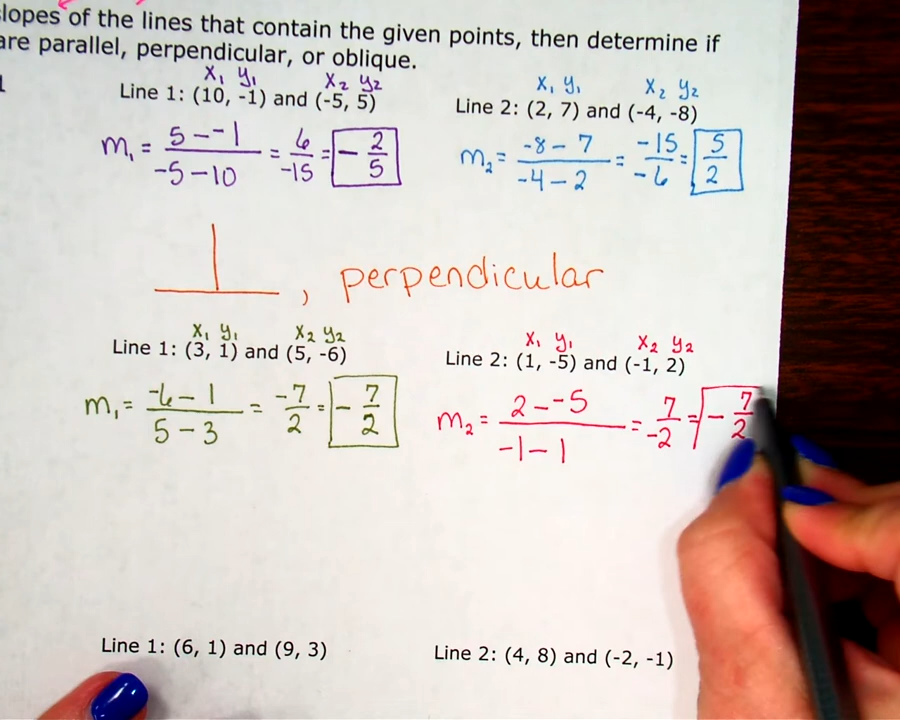 lopes of the lines that contain the given points, then determine if
are parallel, perpendicular, or oblique.
x₁ y₁ x₂ y₂ x₁ y₁ x₂ y₂
Line 1: (10, -1) and (-5, 5) Line 2: (2, 7) and (-4, -8)
m₁ = (5 - -1)/(-5 - 10) = 6/-15 = -2/5 m₂ = (-8 - 7)/(-4 - 2) = -15/-6 = 5/2
⊥, perpendicular
x₁ y₁ x₂ y₂ x₁ y₁ x₂ y₂
Line 1: (3, 1) and (5, -6) Line 2: (1, -5) and (-1, 2)
m₁ = (-6 - 1)/(5 - 3) = -7/2 = -7/2 m₂ = (2 - -5)/(-1 - 1) = 7/-2 = -7/2
Line 1: (6, 1) and (9, 3) Line 2: (4, 8) and (-2, -1)